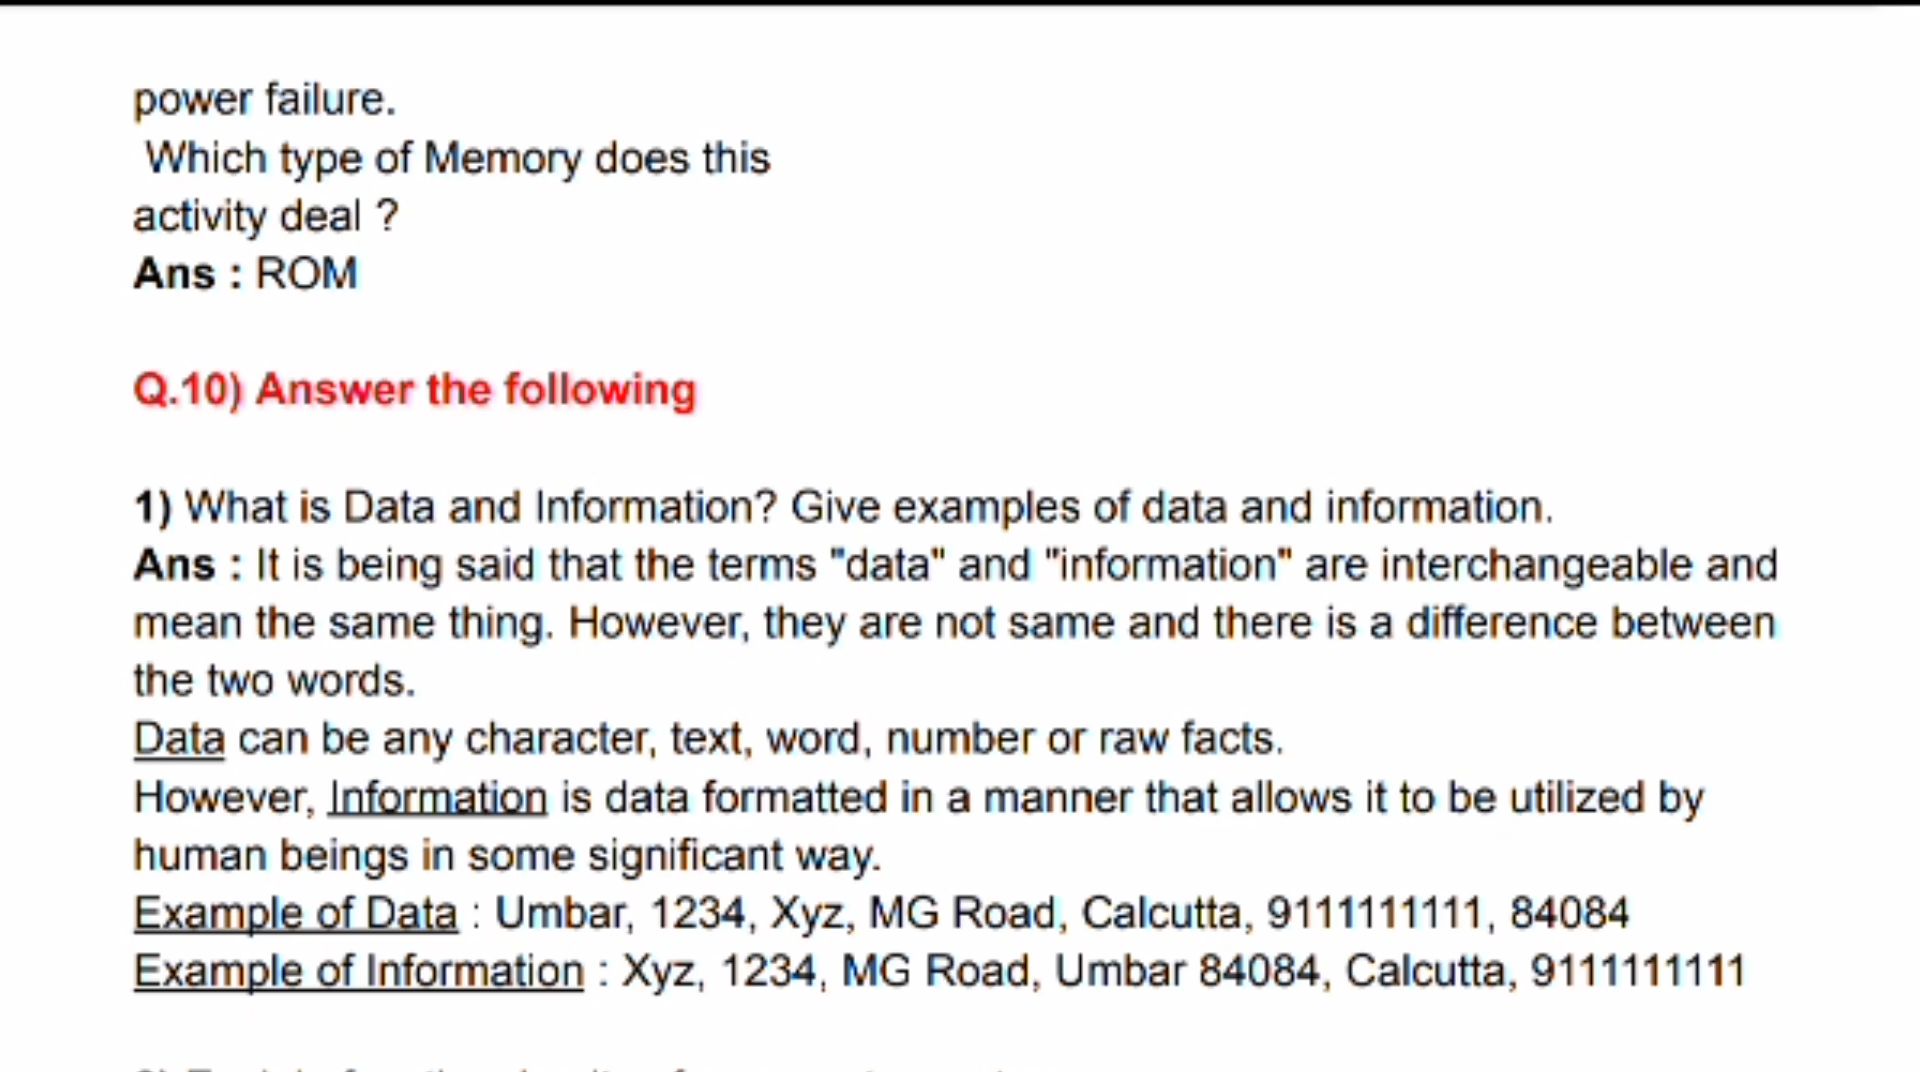 power failure.
Which type of Memory does this
activity deal ?
Ans : ROM
Q.10) Answer the following
1) What is Data and Information? Give examples of data and information.
Ans : It is being said that the terms "data" and "information" are interchangeable and
mean the same thing. However, they are not same and there is a difference between
the two words.
Data can be any character, text, word, number or raw facts.
However, Information is data formatted in a manner that allows it to be utilized by
human beings in some significant way.
Example of Data : Umbar, 1234, Xyz, MG Road, Calcutta, 9111111111, 84084
Example of Information : Xyz, 1234, MG Road, Umbar 84084, Calcutta, 9111111111